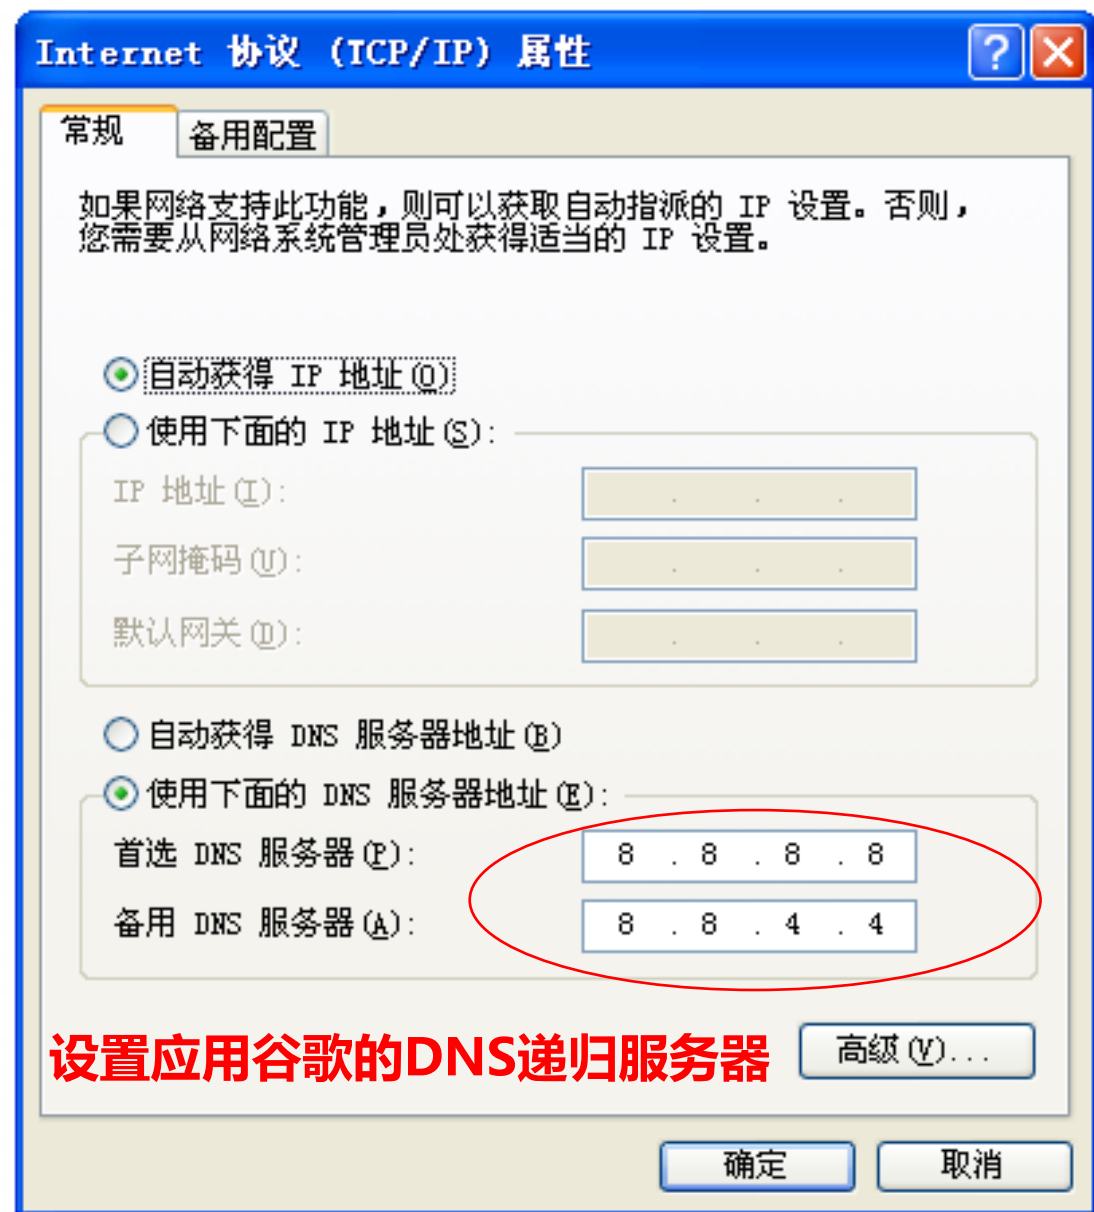 Internet 协议 (TCP/IP) 属性
常规
备用配置
如果网络支持此功能，则可以获取自动指派的 IP 设置。否则，
您需要从网络系统管理员处获得适当的 IP 设置。
自动获得 IP 地址(O)
使用下面的 IP 地址(S):
IP 地址(I):
. . .
子网掩码(U):
. . .
默认网关(D):
. . .
自动获得 DNS 服务器地址(B)
使用下面的 DNS 服务器地址(E):
首选 DNS 服务器(P):
8 . 8 . 8 . 8
备用 DNS 服务器(A):
8 . 8 . 4 . 4
设置应用谷歌的DNS递归服务器
高级(V)...
确定
取消